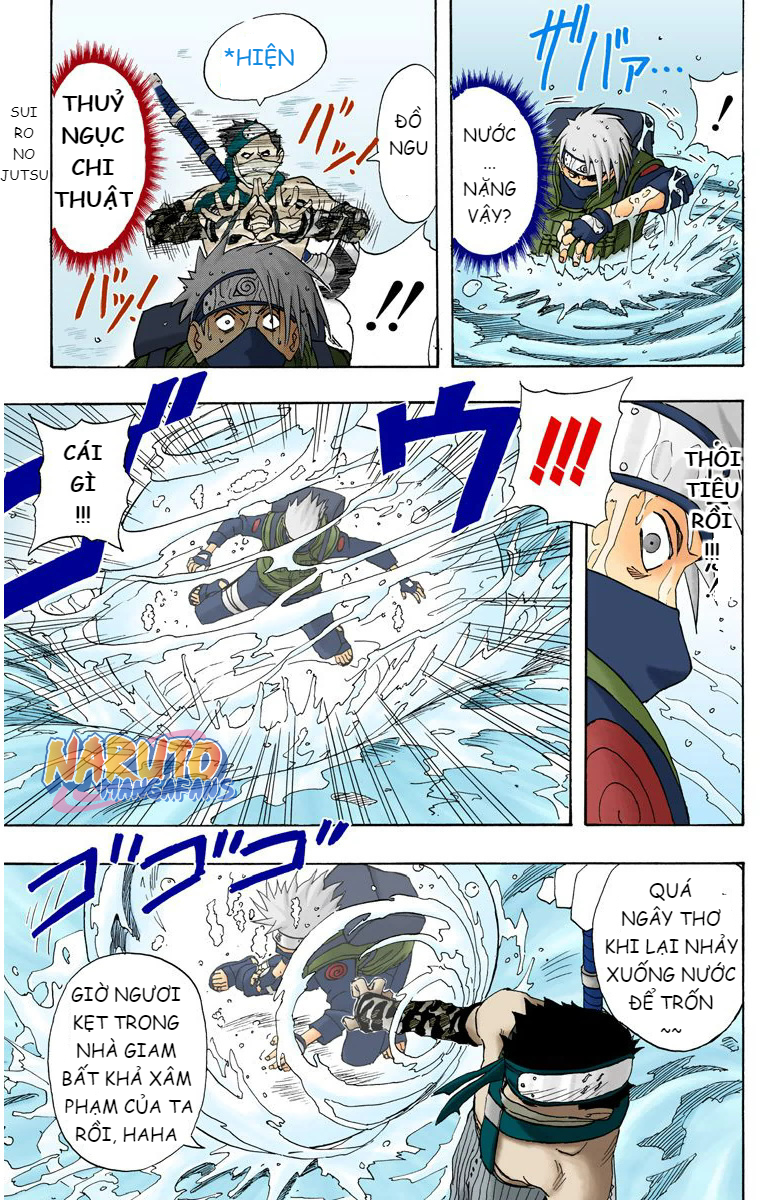 ザバァ...
!
NƯỚC
...
NẶNG
VẬY?
*HIỆN
ĐỒ
NGU
THUỶ
NGỤC
CHI
THUẬT
SUI
RO NO
JUTSU
バッ!
バッ!
!!
THÔI
TIÊU
RỒI
!!!
!!!
CÁI
GÌ
!!!
NARUTO
MANGAFANS
QUÁ
NGÂY THƠ
KHI LẠI NHẢY
XUỐNG NƯỚC
ĐỂ TRỐN
~~
ゴゴゴ
GIỜ NGƯƠI
KẸT TRONG
NHÀ GIAM
BẤT KHẢ XÂM
PHẠM CỦA TA
RỒI, HAHA